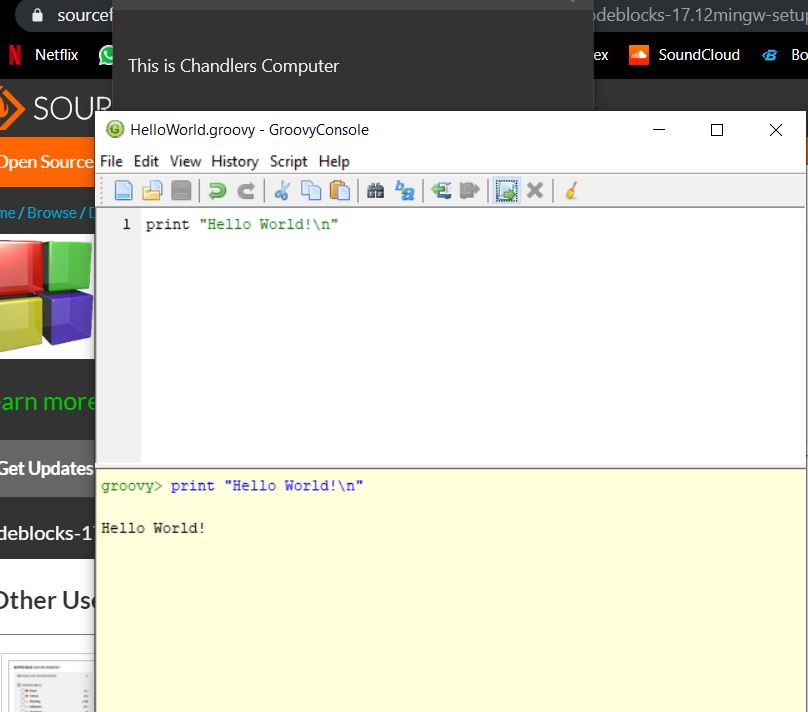 sourcef
odeblocks-17.12mingw-setup
Netflix
ex
SoundCloud
Bo
This is Chandlers Computer
SOUR
HelloWorld.groovy - GroovyConsole
Open Source
File Edit View History Script Help
me / Browse / D
1 print "Hello World!\n"
earn more
Get Updates
groovy> print "Hello World!\n"
deblocks-17
Hello World!
Other Use